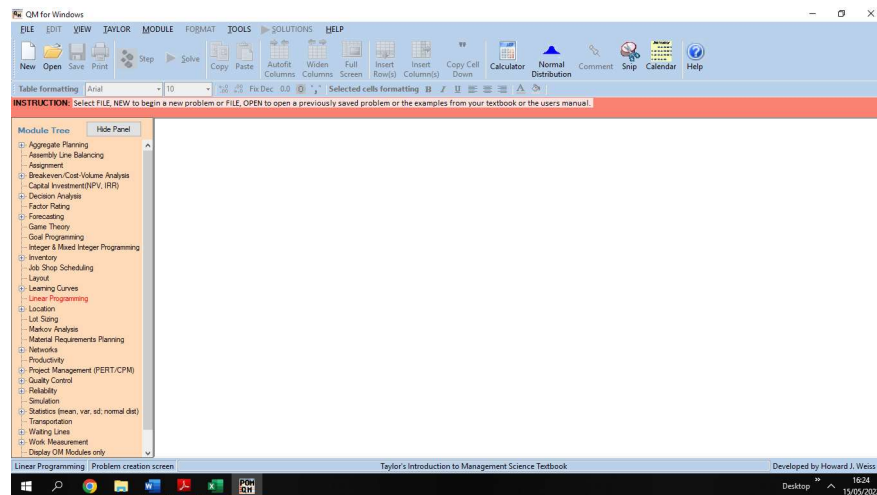 QM for Windows
FILE EDIT VIEW TAYLOR MODULE FORMAT TOOLS SOLUTIONS HELP
New Open Save Print Step Solve Copy Paste Autofit Columns Widen Columns Full Screen Insert Row(s) Insert Column(s) Copy Cell Down Calculator Normal Distribution Comment Snip Calendar Help
Table formatting Arial 10 Fix Dec 0.0 Selected cells formatting B I U A
INSTRUCTION: Select FILE, NEW to begin a new problem or FILE, OPEN to open a previously saved problem or the examples from your textbook or the users manual.
Module Tree Hide Panel
Aggregate Planning
Assembly Line Balancing
Assignment
Breakeven/Cost-Volume Analysis
Capital Investment(NPV, IRR)
Decision Analysis
Factor Rating
Forecasting
Game Theory
Goal Programming
Integer & Mixed Integer Programming
Inventory
Job Shop Scheduling
Layout
Learning Curves
Linear Programming
Location
Lot Sizing
Markov Analysis
Material Requirements Planning
Networks
Productivity
Project Management (PERT/CPM)
Quality Control
Reliability
Simulation
Statistics (mean, var, sd; normal dist)
Transportation
Waiting Lines
Work Measurement
Display OM Modules only
Linear Programming Problem creation screen Taylor's Introduction to Management Science Textbook Developed by Howard J. Weiss
Desktop 16:24
15/05/202